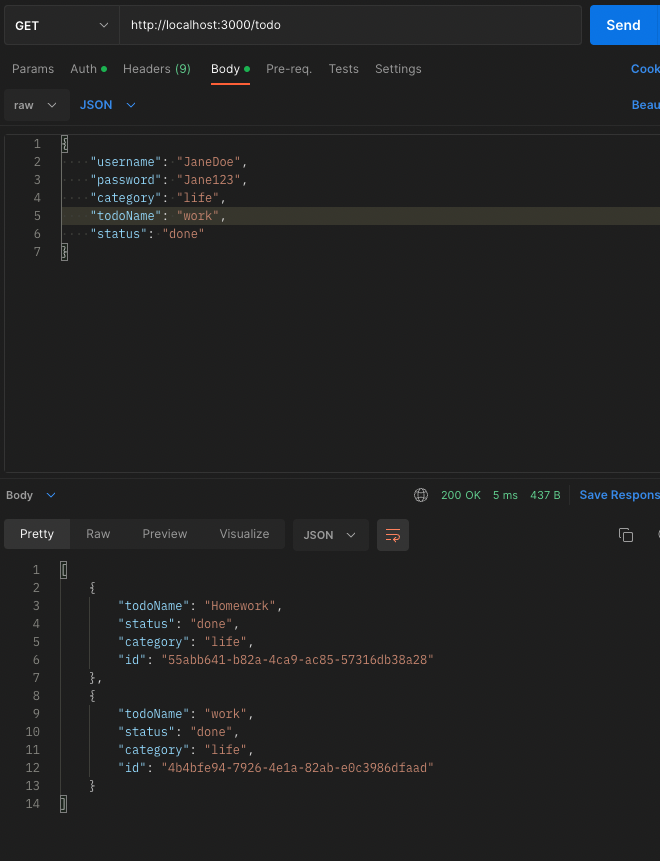 GET http://localhost:3000/todo Send
Params Auth Headers (9) Body Pre-req. Tests Settings Cook
raw JSON Beau
1 {
2 "username": "JaneDoe",
3 "password": "Jane123",
4 "category": "life",
5 "todoName": "work",
6 "status": "done"
7 }
Body 200 OK 5 ms 437 B Save Respons
Pretty Raw Preview Visualize JSON
1 [
2 {
3 "todoName": "Homework",
4 "status": "done",
5 "category": "life",
6 "id": "55abb641-b82a-4ca9-ac85-57316db38a28"
7 },
8 {
9 "todoName": "work",
10 "status": "done",
11 "category": "life",
12 "id": "4b4bfe94-7926-4e1a-82ab-e0c3986dfaad"
13 }
14 ]